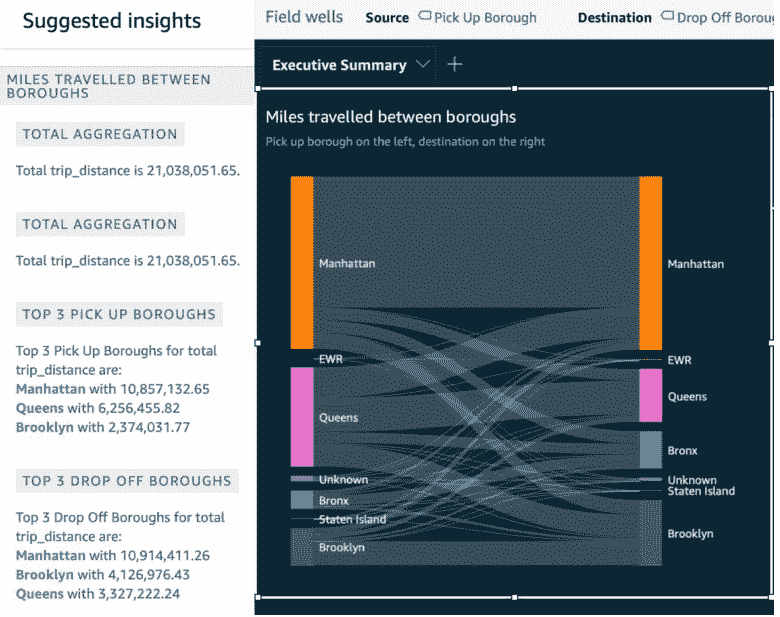 Suggested insights
MILES TRAVELLED BETWEEN
BOROUGHS
TOTAL AGGREGATION
Total trip_distance is 21,038,051.65.
TOTAL AGGREGATION
Total trip_distance is 21,038,051.65.
TOP 3 PICK UP BOROUGHS
Top 3 Pick Up Boroughs for total
trip_distance are:
Manhattan with 10,857,132.65
Queens with 6,256,455.82
Brooklyn with 2,374,031.77
TOP 3 DROP OFF BOROUGHS
Top 3 Drop Off Boroughs for total
trip_distance are:
Manhattan with 10,914,411.26
Brooklyn with 4,126,976.43
Queens with 3,327,222.24
Field wells Source Pick Up Borough Destination Drop Off Borou
Executive Summary
Miles travelled between boroughs
Pick up borough on the left, destination on the right
Manhattan
EWR
Queens
Unknown
Bronx
Staten Island
Brooklyn
Manhattan
EWR
Queens
Bronx
Unknown
Staten Island
Brooklyn